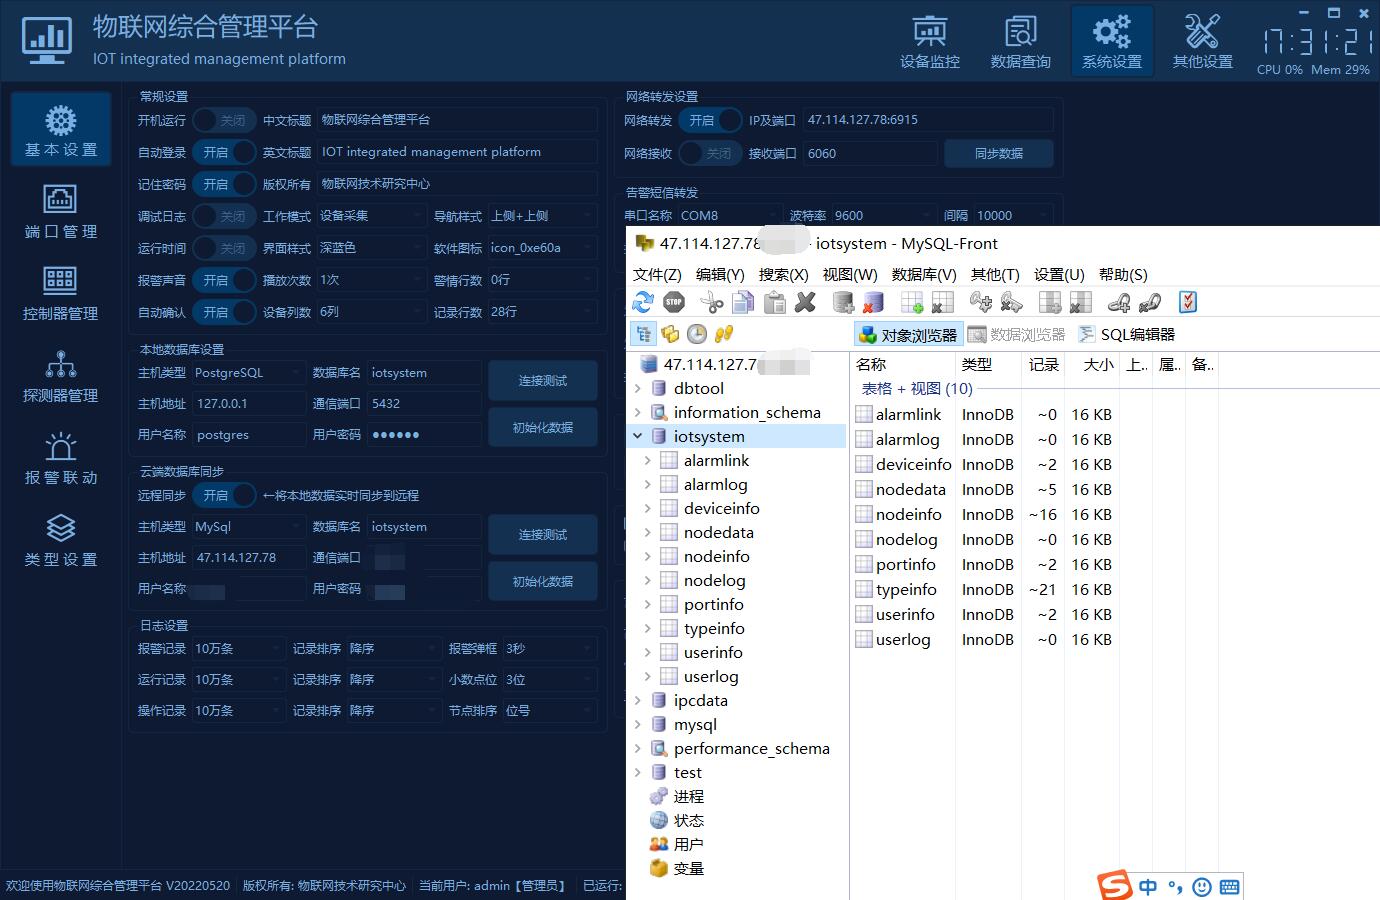 物联网综合管理平台
IOT integrated management platform
设备监控
数据查询
系统设置
其他设置
17:31:21
CPU 0% Mem 29%
基本设置
端口管理
控制器管理
探测器管理
报警联动
类型设置
常规设置
开机运行 关闭 中文标题 物联网综合管理平台
自动登录 开启 英文标题 IOT integrated management platform
记住密码 开启 版权所有 物联网技术研究中心
调试日志 关闭 工作模式 设备采集 导航样式 上侧+上侧
运行时间 关闭 界面样式 深蓝色 软件图标 icon_0xe60a
报警声音 开启 播放次数 1次 警情行数 0行
自动确认 开启 设备列数 6列 记录行数 28行
本地数据库设置
主机类型 PostgreSQL 数据库名 iotsystem 连接测试
主机地址 127.0.0.1 通信端口 5432
用户名称 postgres 用户密码 ●●●●●● 初始化数据
云端数据库同步
远程同步 开启 ←将本地数据实时同步到远程
主机类型 MySql 数据库名 iotsystem 连接测试
主机地址 47.114.127.78 通信端口
用户名称 用户密码 初始化数据
日志设置
报警记录 10万条 记录排序 降序 报警弹框 3秒
运行记录 10万条 记录排序 降序 小数点位 3位
操作记录 10万条 记录排序 降序 节点排序 位号
网络转发设置
网络转发 开启 IP及端口 47.114.127.78:6915
网络接收 关闭 接收端口 6060 同步数据
告警短信转发
串口名称 COM8 波特率 9600 间隔 10000
47.114.127.78 - iotsystem - MySQL-Front
文件(Z) 编辑(Y) 搜索(X) 视图(W) 数据库(V) 其他(T) 设置(U) 帮助(S)
STOP
对象浏览器 数据浏览器 SQL编辑器
47.114.127.7
dbtool
information_schema
iotsystem
alarmlink
alarmlog
deviceinfo
nodedata
nodeinfo
nodelog
portinfo
typeinfo
userinfo
userlog
ipcdata
mysql
performance_schema
test
进程
状态
用户
变量
名称 类型 记录 大小 上.. 属.. 备..
表格 + 视图 (10)
alarmlink InnoDB ~0 16 KB
alarmlog InnoDB ~0 16 KB
deviceinfo InnoDB ~2 16 KB
nodedata InnoDB ~5 16 KB
nodeinfo InnoDB ~16 16 KB
nodelog InnoDB ~0 16 KB
portinfo InnoDB ~2 16 KB
typeinfo InnoDB ~21 16 KB
userinfo InnoDB ~2 16 KB
userlog InnoDB ~0 16 KB
欢迎使用物联网综合管理平台 V20220520 版权所有: 物联网技术研究中心 当前用户: admin【管理员】 已运行:
中